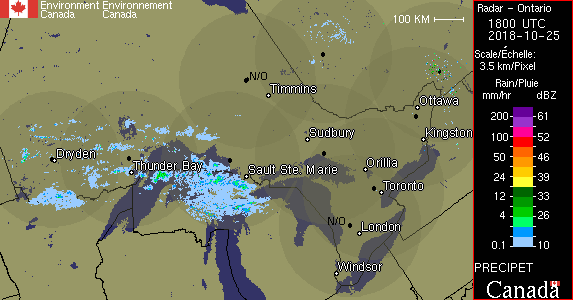 Environment Environnement
Canada Canada
100 KM
N/O
Timmins
Ottawa
Sudbury
Kingston
Dryden
Thunder Bay
Sault Ste. Marie
Orillia
Toronto
N/O
London
Windsor
Radar - Ontario
1800 UTC
2018-10-25
Scale/Échelle:
3.5 km/Pixel
Rain/Pluie
mm/hr dBZ
200 61
100 52
50 46
24 39
12 33
4 26
0.1 10
PRECIPET
Canada